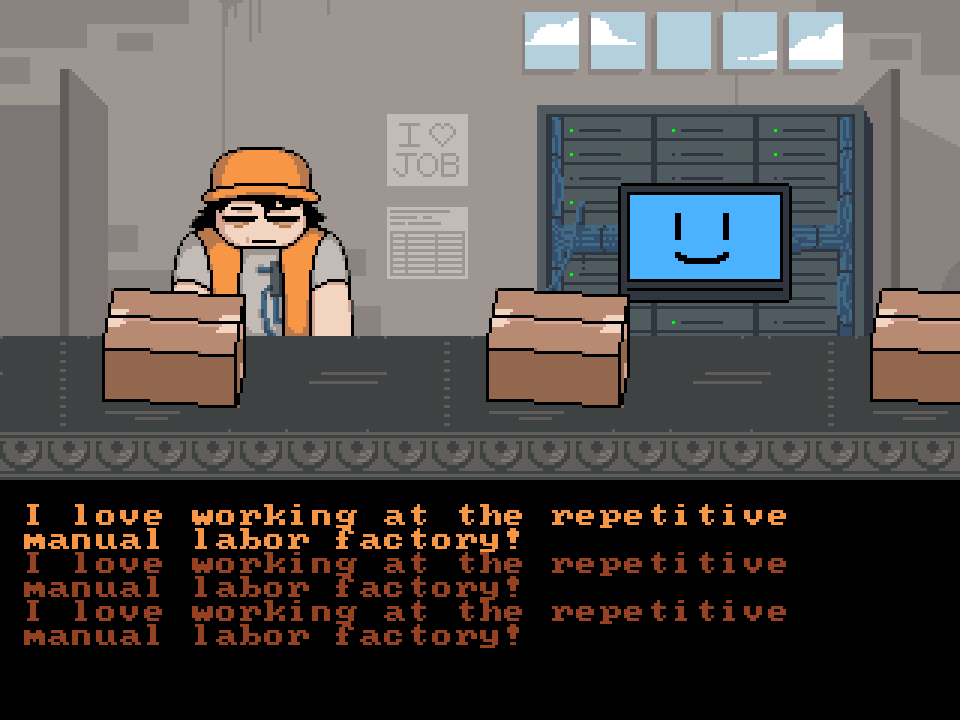 I ♡
JOB
I love working at the repetitive
manual labor factory!
I love working at the repetitive
manual labor factory!
I love working at the repetitive
manual labor factory!